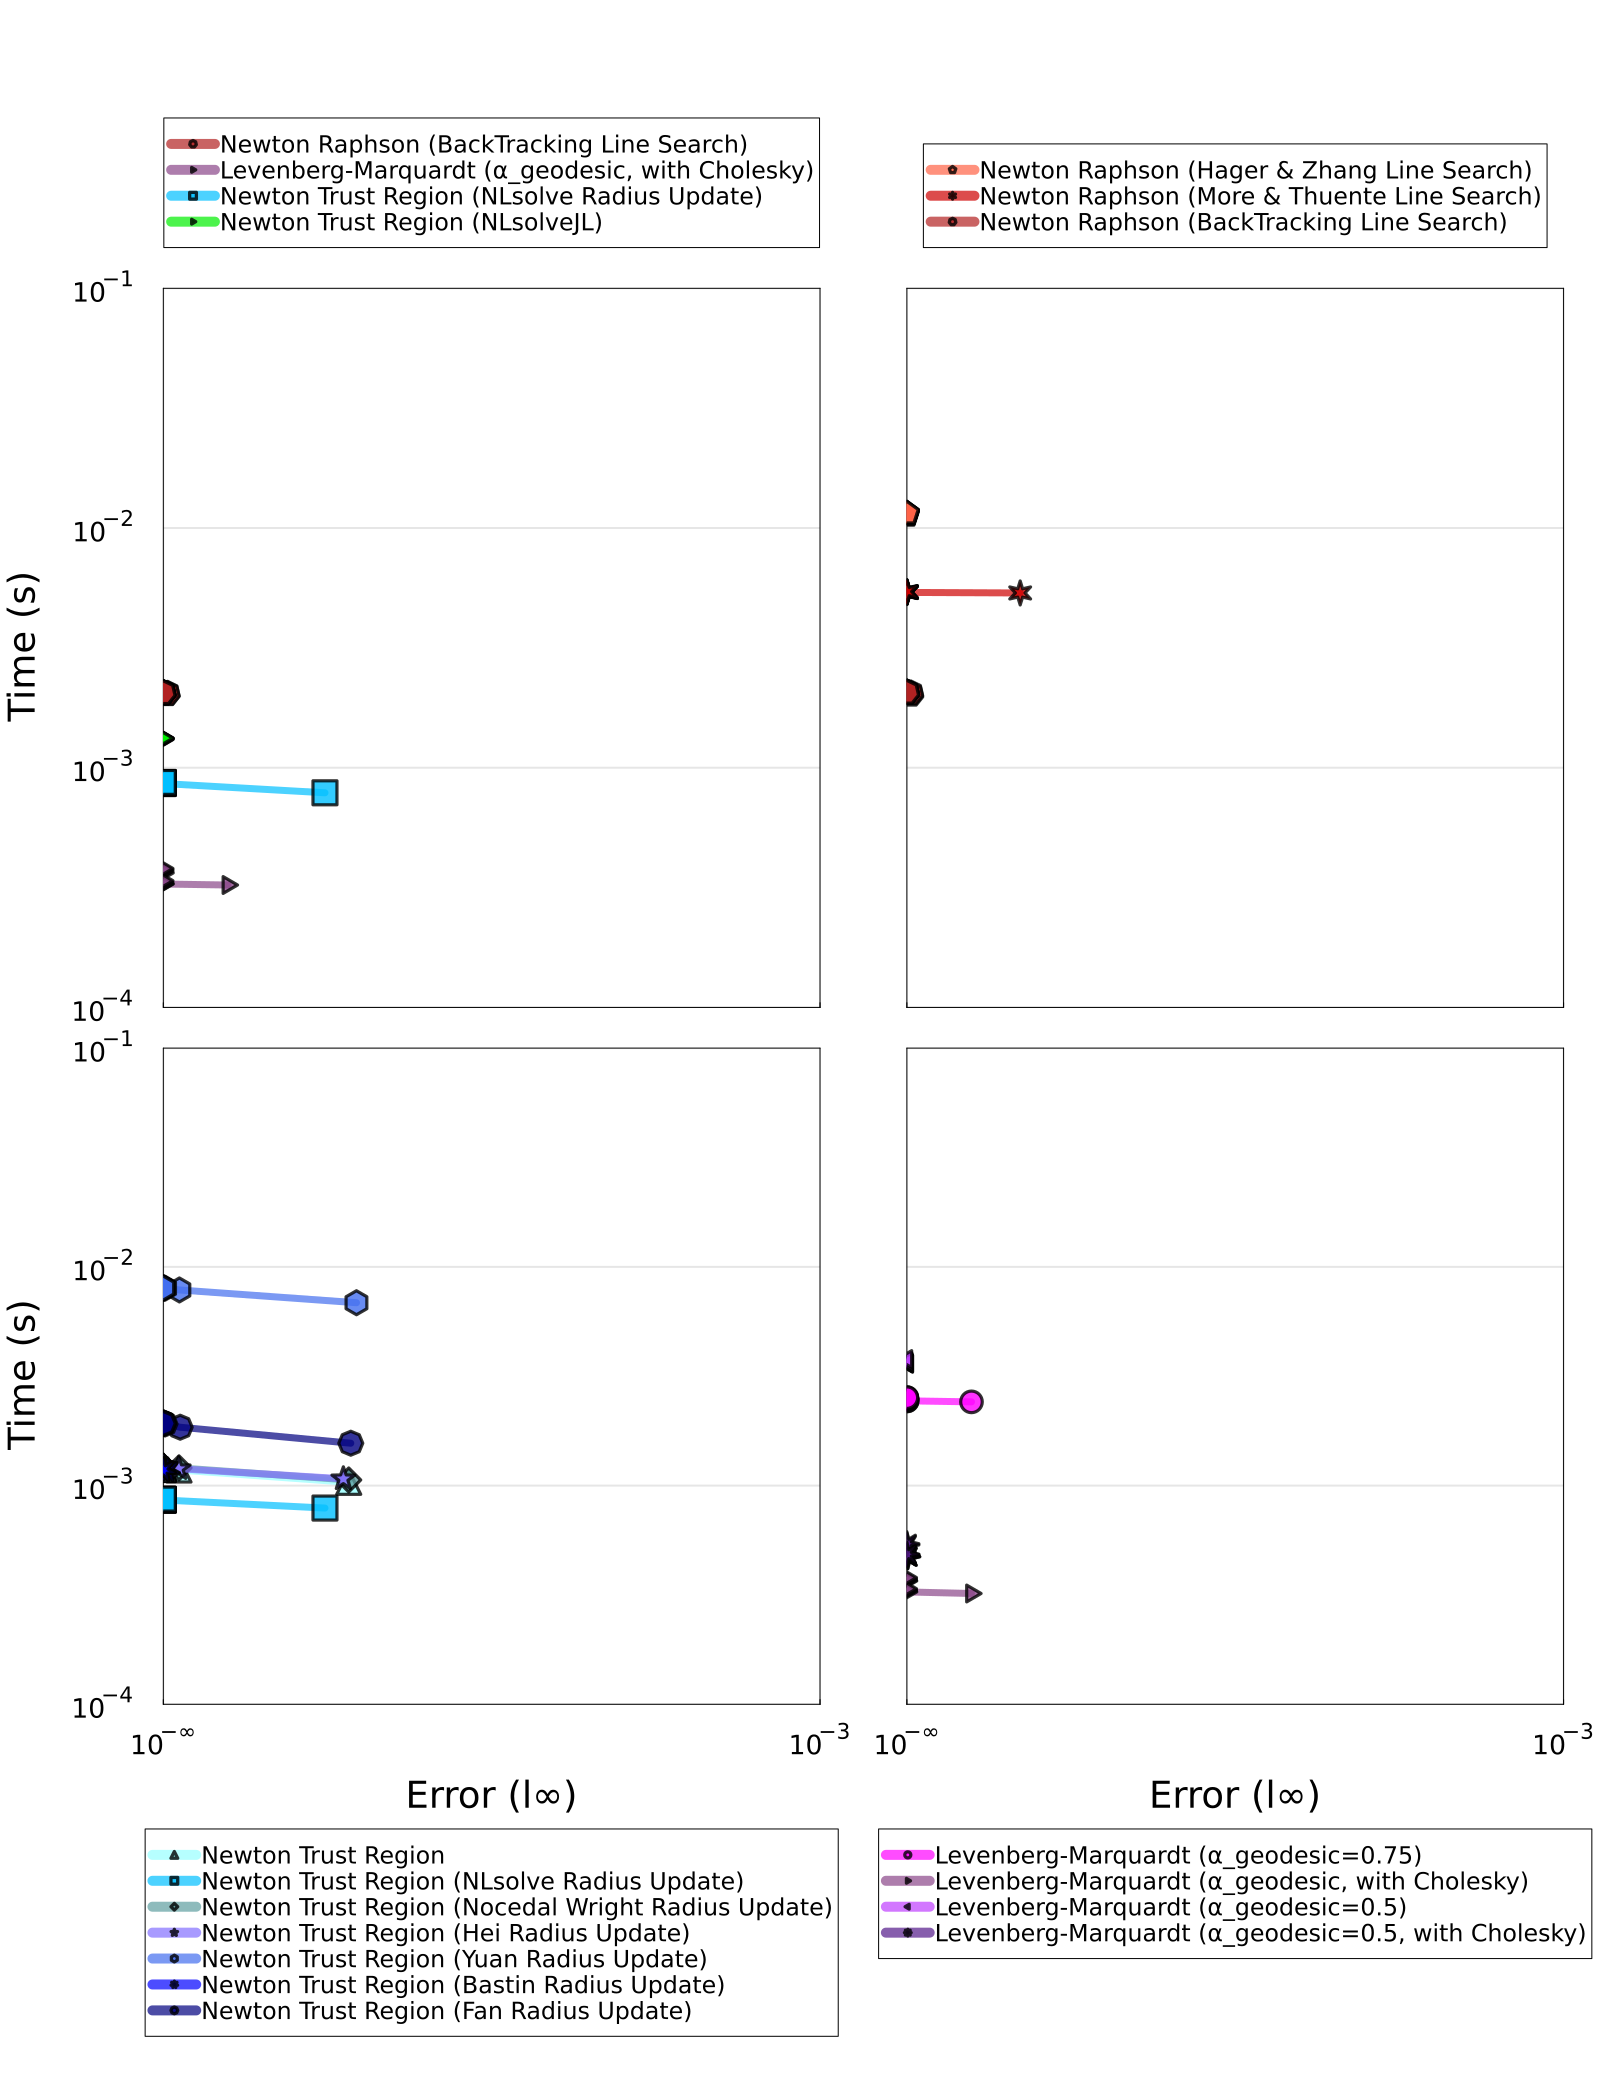 Newton Raphson (BackTracking Line Search)
Levenberg-Marquardt (α_geodesic, with Cholesky)
Newton Trust Region (NLsolve Radius Update)
Newton Trust Region (NLsolveJL)
Newton Raphson (Hager & Zhang Line Search)
Newton Raphson (More & Thuente Line Search)
Newton Raphson (BackTracking Line Search)
10⁻¹
10⁻²
10⁻³
10⁻⁴
Time (s)
10⁻¹
10⁻²
10⁻³
10⁻⁴
Time (s)
10^−∞
10⁻³
10^−∞
10⁻³
Error (l∞)
Error (l∞)
Newton Trust Region
Newton Trust Region (NLsolve Radius Update)
Newton Trust Region (Nocedal Wright Radius Update)
Newton Trust Region (Hei Radius Update)
Newton Trust Region (Yuan Radius Update)
Newton Trust Region (Bastin Radius Update)
Newton Trust Region (Fan Radius Update)
Levenberg-Marquardt (α_geodesic=0.75)
Levenberg-Marquardt (α_geodesic, with Cholesky)
Levenberg-Marquardt (α_geodesic=0.5)
Levenberg-Marquardt (α_geodesic=0.5, with Cholesky)